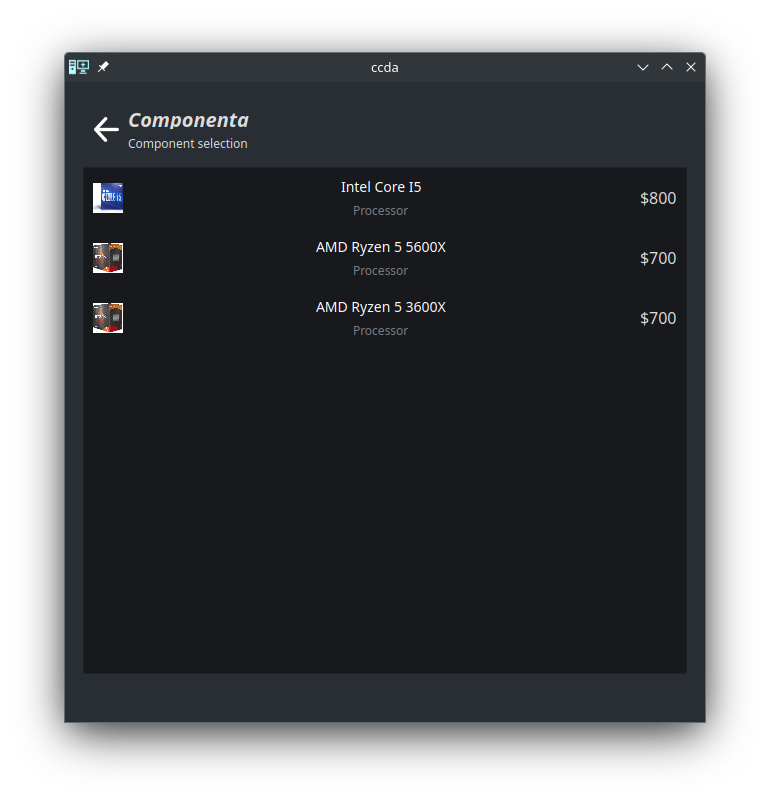 ccda
Componenta
Component selection
Intel Core I5
Processor
$800
AMD Ryzen 5 5600X
Processor
$700
AMD Ryzen 5 3600X
Processor
$700